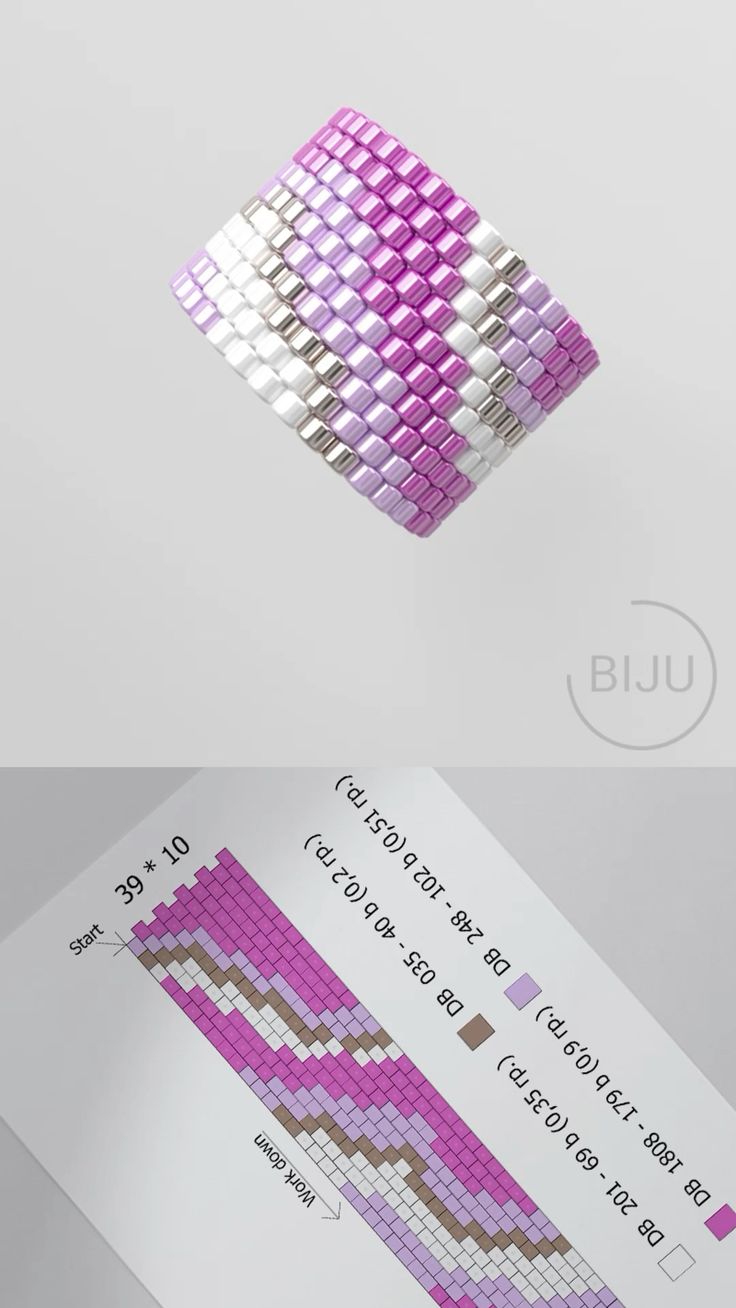 BIJU
39 * 10
Start
Work down
DB 248 - 102 b (0,51 гр.)
DB 035 - 40 b (0,2 гр.)
DB 1808 - 179 b (0,9 гр.)
DB 201 - 69 b (0,35 гр.)